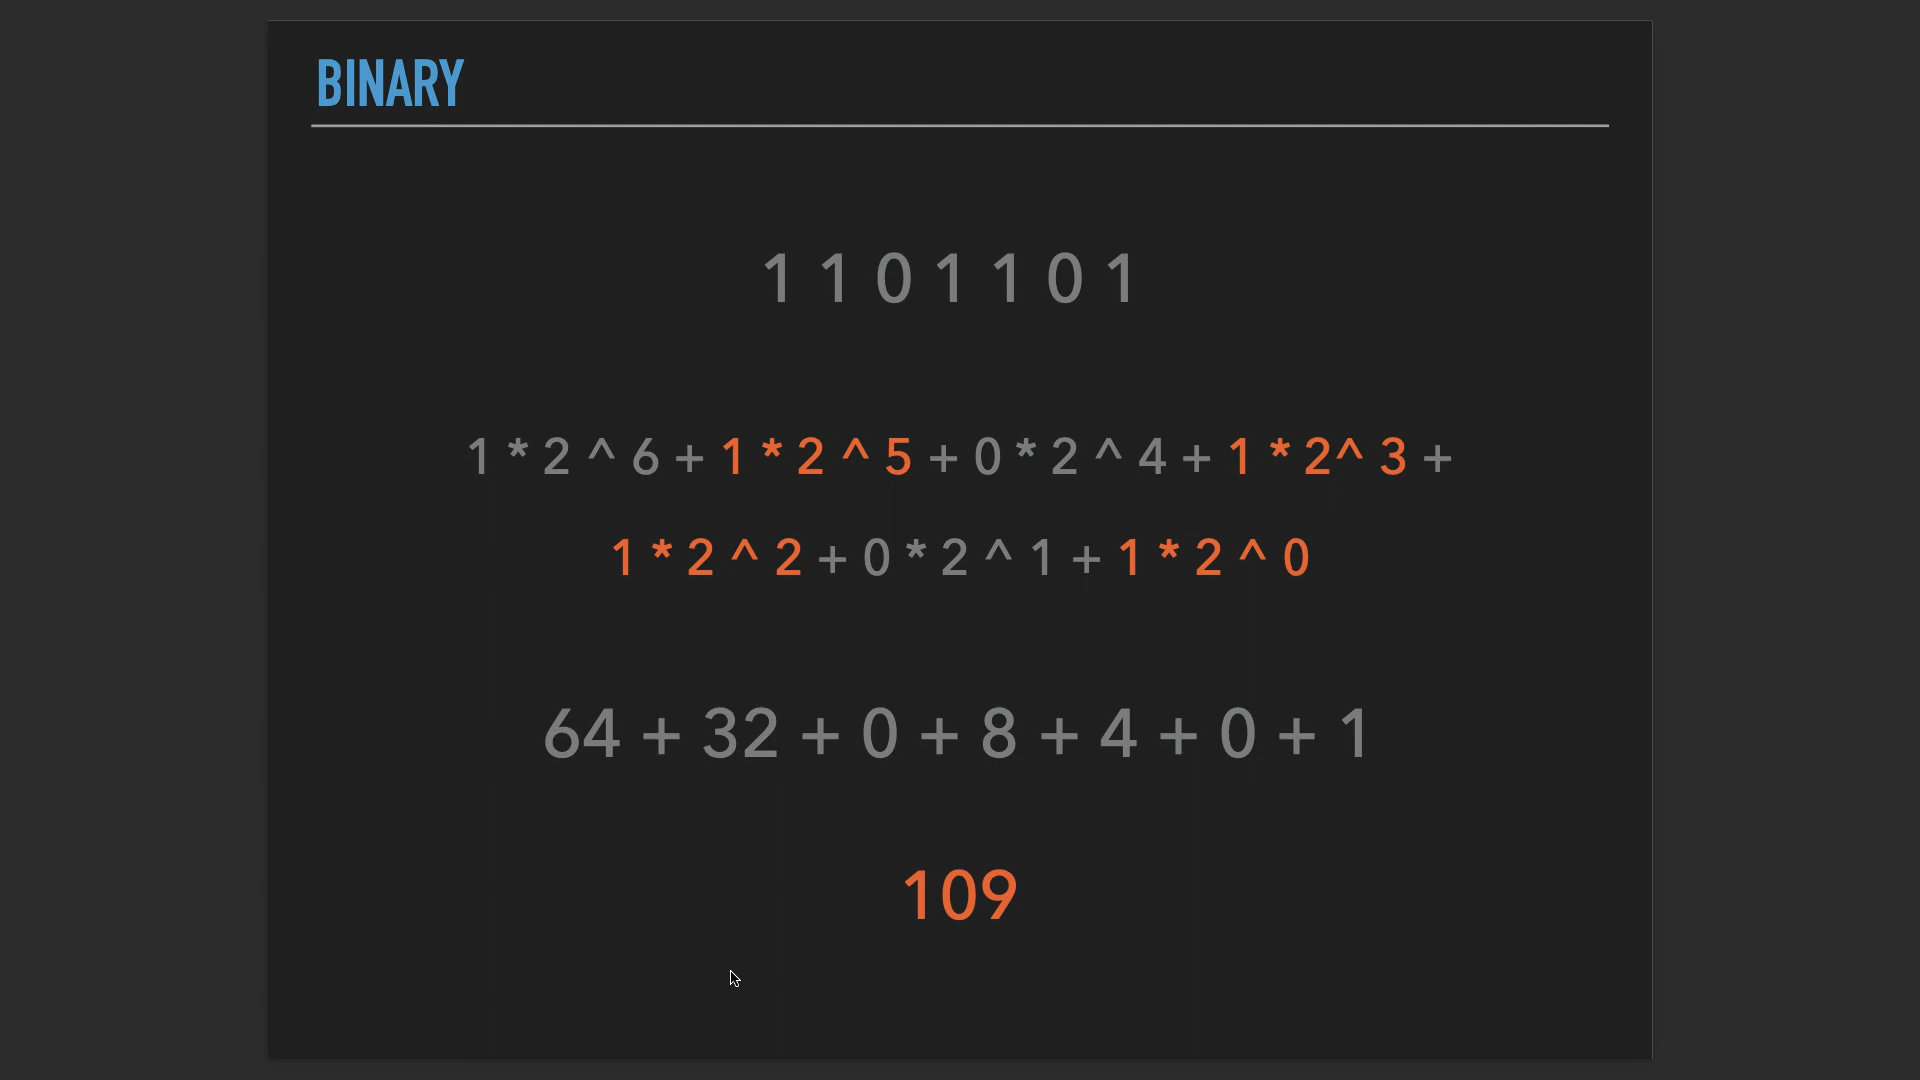 BINARY
1 1 0 1 1 0 1
1 * 2 ^ 6 + 1 * 2 ^ 5 + 0 * 2 ^ 4 + 1 * 2^ 3 +
1 * 2 ^ 2 + 0 * 2 ^ 1 + 1 * 2 ^ 0
64 + 32 + 0 + 8 + 4 + 0 + 1
109